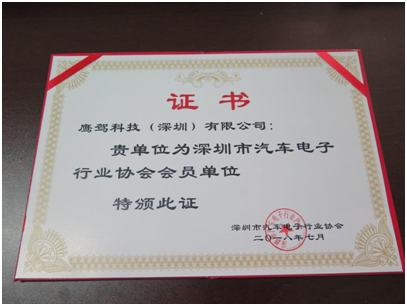 证书
鹰驾科技（深圳）有限公司：
贵单位为深圳市汽车电子
行业协会会员单位
特颁此证
深圳市汽车电子行业协会
二〇一八年七月